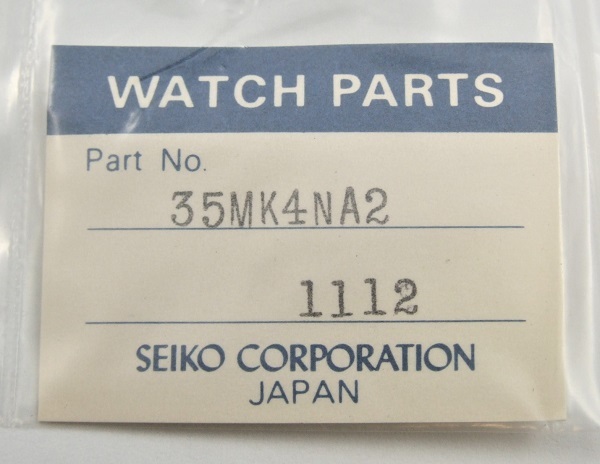 WATCH PARTS
Part No.
35MK4NA2
1112
SEIKO CORPORATION
JAPAN